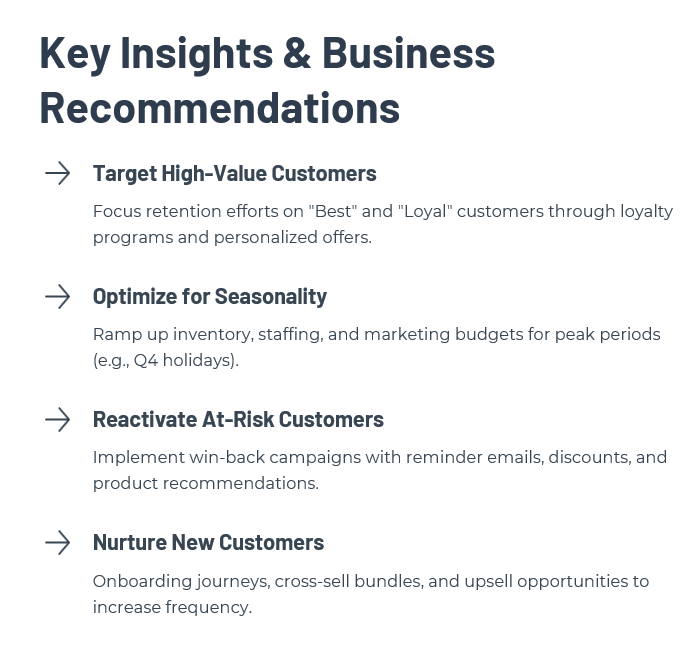 Key Insights & Business
Recommendations
Target High-Value Customers
Focus retention efforts on "Best" and "Loyal" customers through loyalty
programs and personalized offers.
Optimize for Seasonality
Ramp up inventory, staffing, and marketing budgets for peak periods
(e.g., Q4 holidays).
Reactivate At-Risk Customers
Implement win-back campaigns with reminder emails, discounts, and
product recommendations.
Nurture New Customers
Onboarding journeys, cross-sell bundles, and upsell opportunities to
increase frequency.